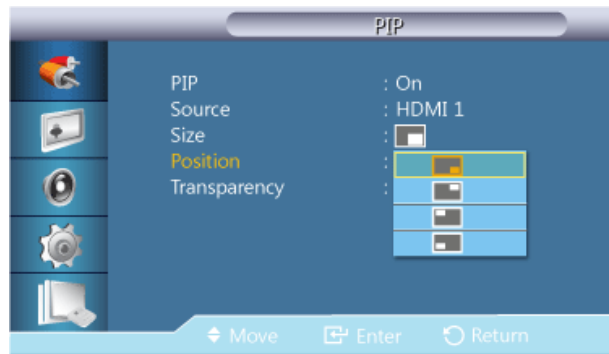 PIP
PIP : On
Source : HDMI 1
Size :
Position :
Transparency :
Move Enter Return